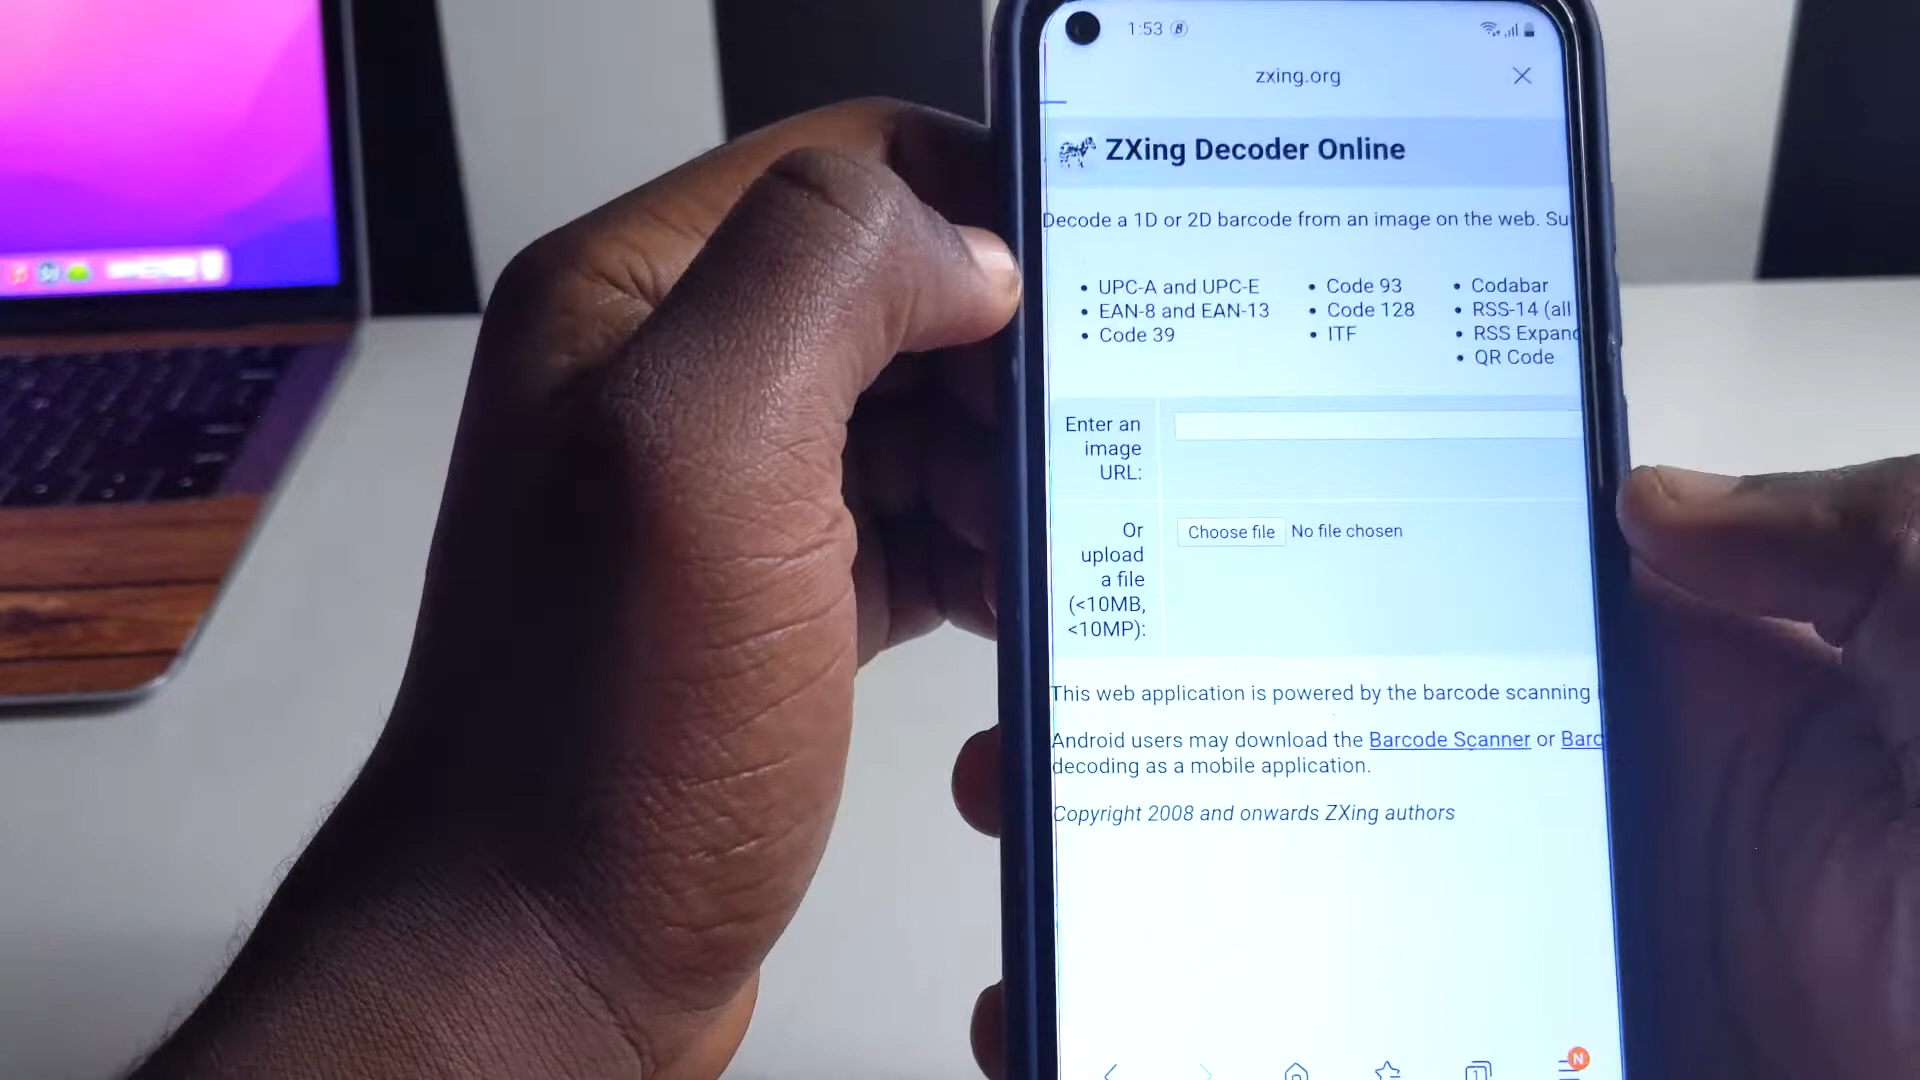 1:53
zxing.org
ZXing Decoder Online
Decode a 1D or 2D barcode from an image on the web. Su
UPC-A and UPC-E
EAN-8 and EAN-13
Code 39
Code 93
Code 128
ITF
Codabar
RSS-14 (all
RSS Expand
QR Code
Enter an
image
URL:
Or
upload
a file
(<10MB,
<10MP):
Choose file No file chosen
This web application is powered by the barcode scanning i
Android users may download the Barcode Scanner or Barc
decoding as a mobile application.
Copyright 2008 and onwards ZXing authors
1
N